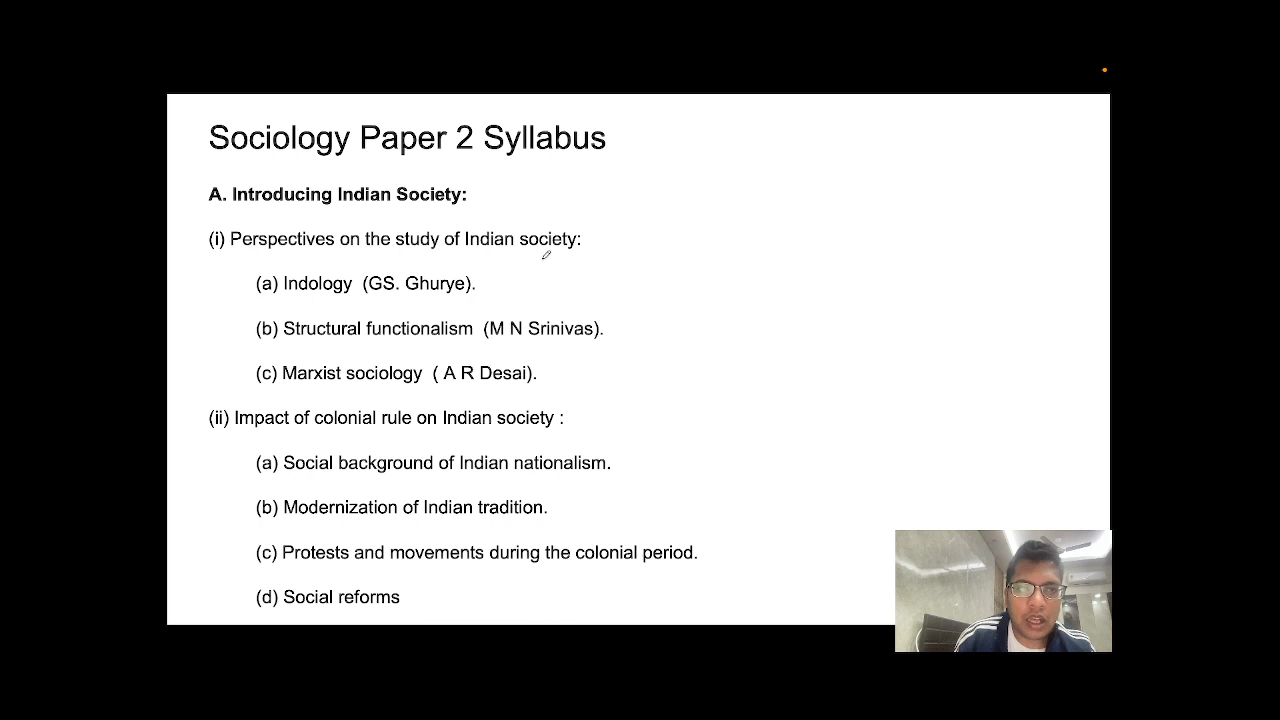 Sociology Paper 2 Syllabus
A. Introducing Indian Society:
(i) Perspectives on the study of Indian society:
(a) Indology (GS. Ghurye).
(b) Structural functionalism (M N Srinivas).
(c) Marxist sociology ( A R Desai).
(ii) Impact of colonial rule on Indian society :
(a) Social background of Indian nationalism.
(b) Modernization of Indian tradition.
(c) Protests and movements during the colonial period.
(d) Social reforms